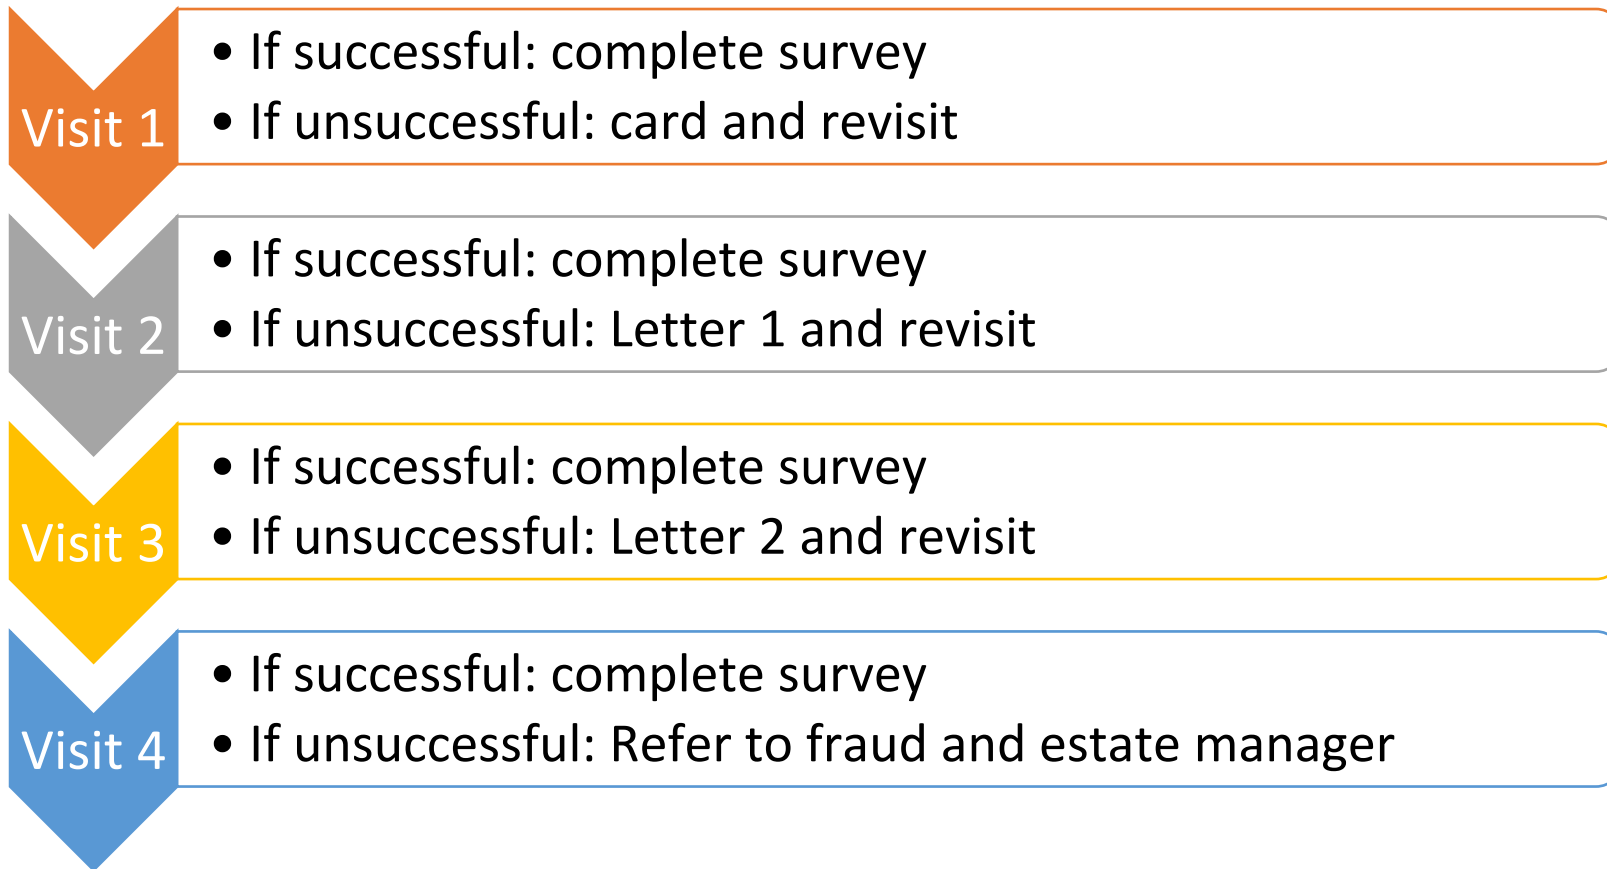 Visit 1
• If successful: complete survey
• If unsuccessful: card and revisit
Visit 2
• If successful: complete survey
• If unsuccessful: Letter 1 and revisit
Visit 3
• If successful: complete survey
• If unsuccessful: Letter 2 and revisit
Visit 4
• If successful: complete survey
• If unsuccessful: Refer to fraud and estate manager